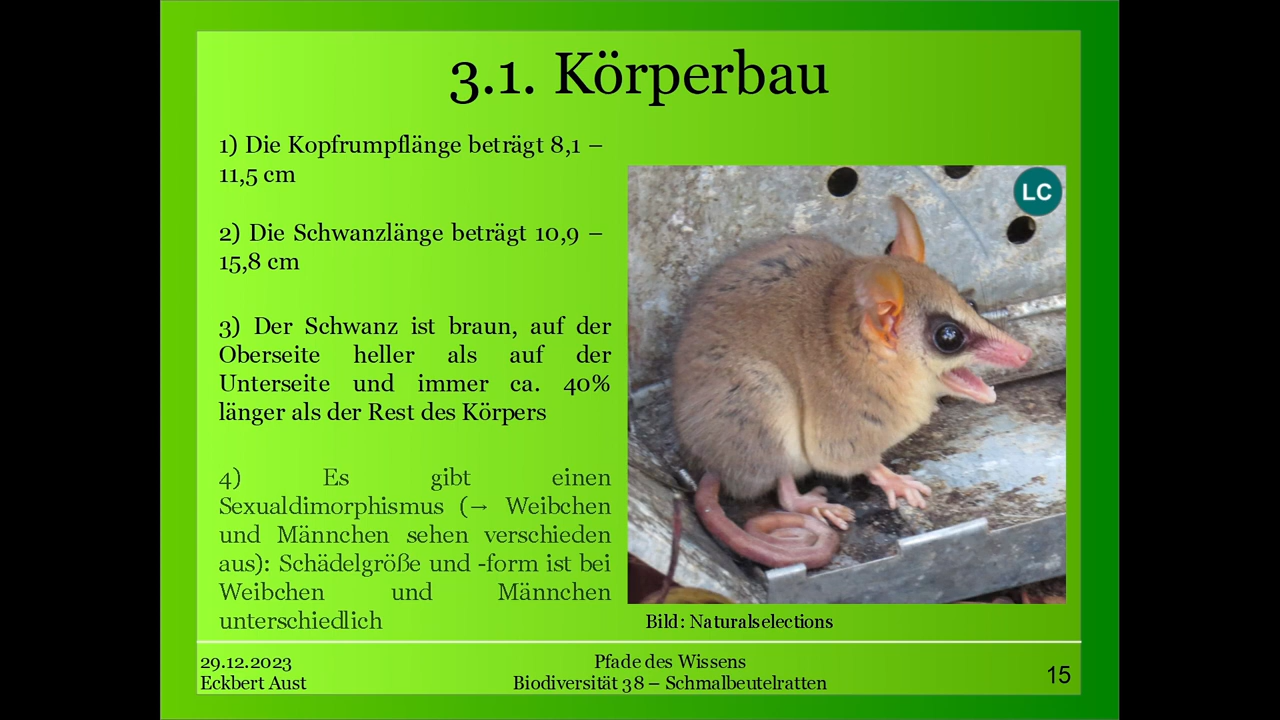 3.1. Körperbau
1) Die Kopfrumpflänge beträgt 8,1 –
11,5 cm
2) Die Schwanzlänge beträgt 10,9 –
15,8 cm
3) Der Schwanz ist braun, auf der
Oberseite heller als auf der
Unterseite und immer ca. 40%
länger als der Rest des Körpers
4) Es gibt einen
Sexualdimorphismus (→ Weibchen
und Männchen sehen verschieden
aus): Schädelgröße und -form ist bei
Weibchen und Männchen
unterschiedlich
LC
Bild: Naturalselections
29.12.2023
Eckbert Aust
Pfade des Wissens
Biodiversität 38 – Schmalbeutelratten
15